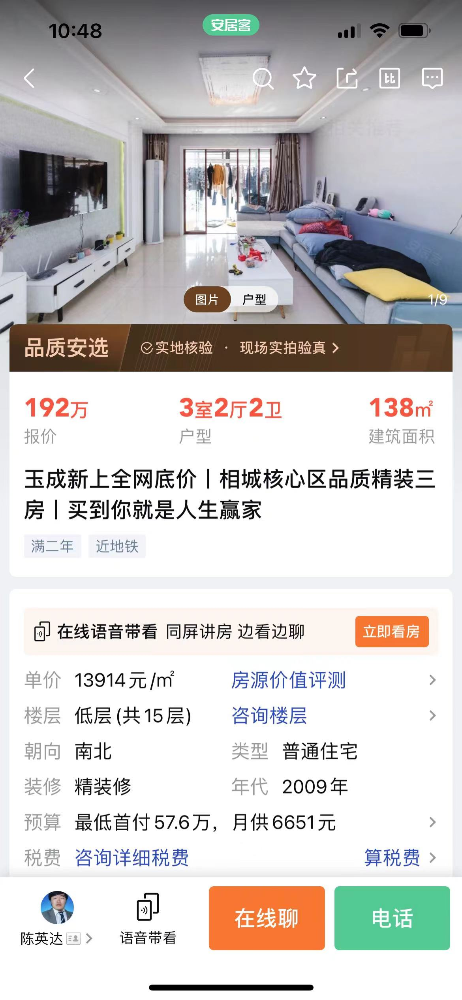 10:48
安居客
比
图片
户型
1/9
品质安选
实地核验 · 现场实拍验真
192万
3室2厅2卫
138㎡
报价
户型
建筑面积
玉成新上全网底价丨相城核心区品质精装三
房丨买到你就是人生赢家
满二年
近地铁
在线语音带看 同屏讲房 边看边聊
立即看房
单价 13914元/㎡
房源价值评测
楼层 低层(共15层)
咨询楼层
朝向 南北
类型 普通住宅
装修 精装修
年代 2009年
预算 最低首付57.6万， 月供6651元
税费 咨询详细税费
算税费
陈英达
语音带看
在线聊
电话